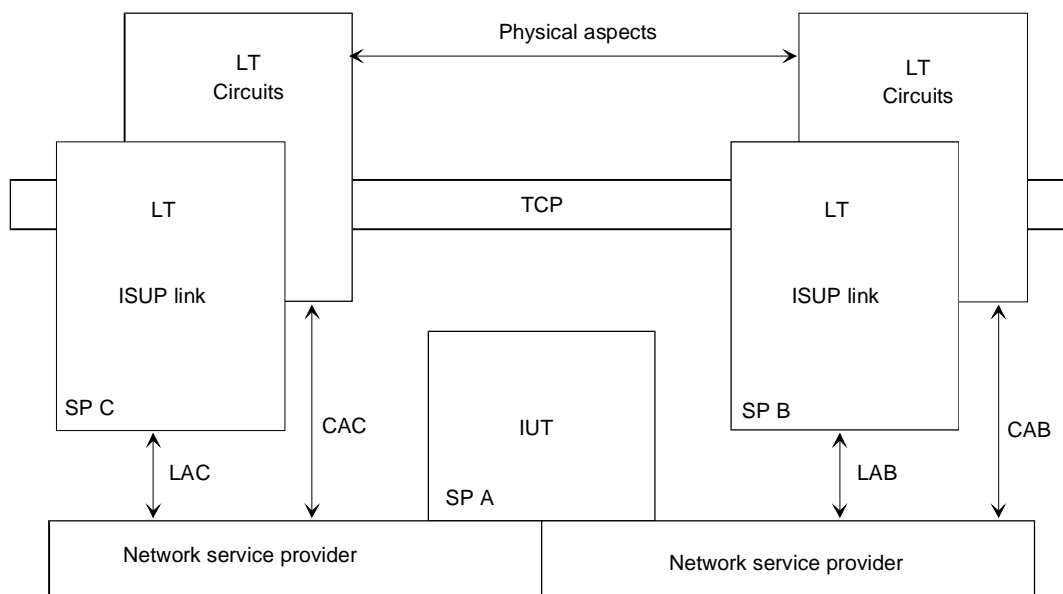 Physical aspects
LT
Circuits
LT
Circuits
LT
TCP
LT
ISUP link
ISUP link
SP C
SP B
CAC
IUT
CAB
LAC
LAB
SP A
Network service provider
Network service provider